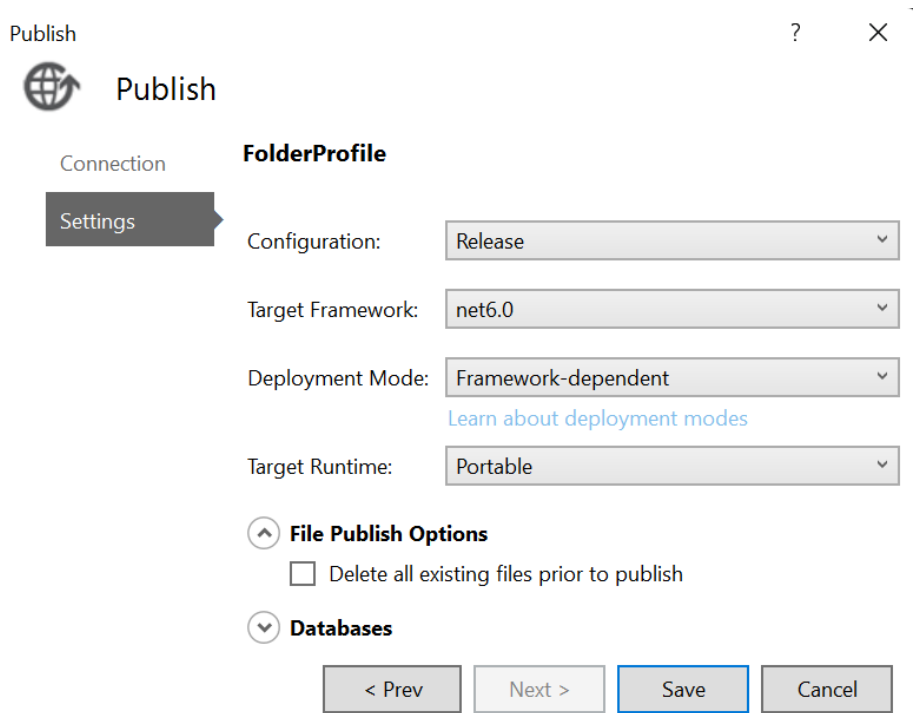 Publish ?
Publish
Connection
Settings
FolderProfile
Configuration: Release
Target Framework: net6.0
Deployment Mode: Framework-dependent
Learn about deployment modes
Target Runtime: Portable
File Publish Options
Delete all existing files prior to publish
Databases
< Prev Next > Save Cancel